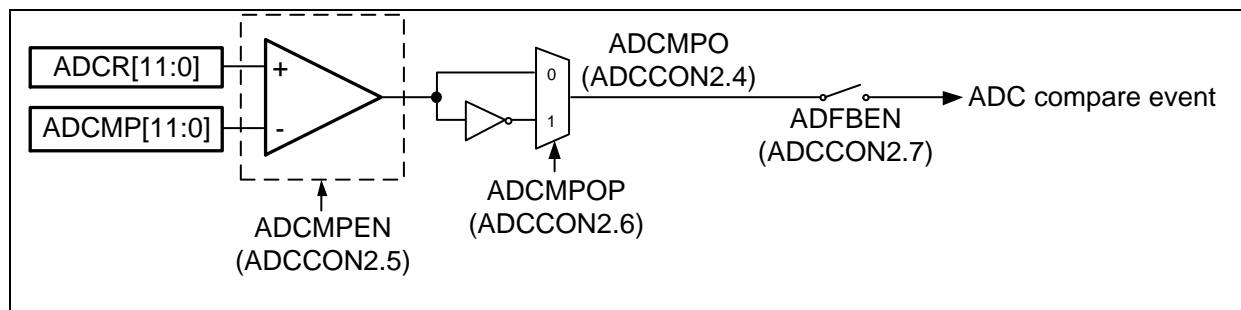 ADCR[11:0]
+
ADCMP[11:0]
-
ADCMPEN
(ADCCON2.5)
0
1
ADCMPOP
(ADCCON2.6)
ADCMPO
(ADCCON2.4)
ADFBEN
(ADCCON2.7)
ADC compare event